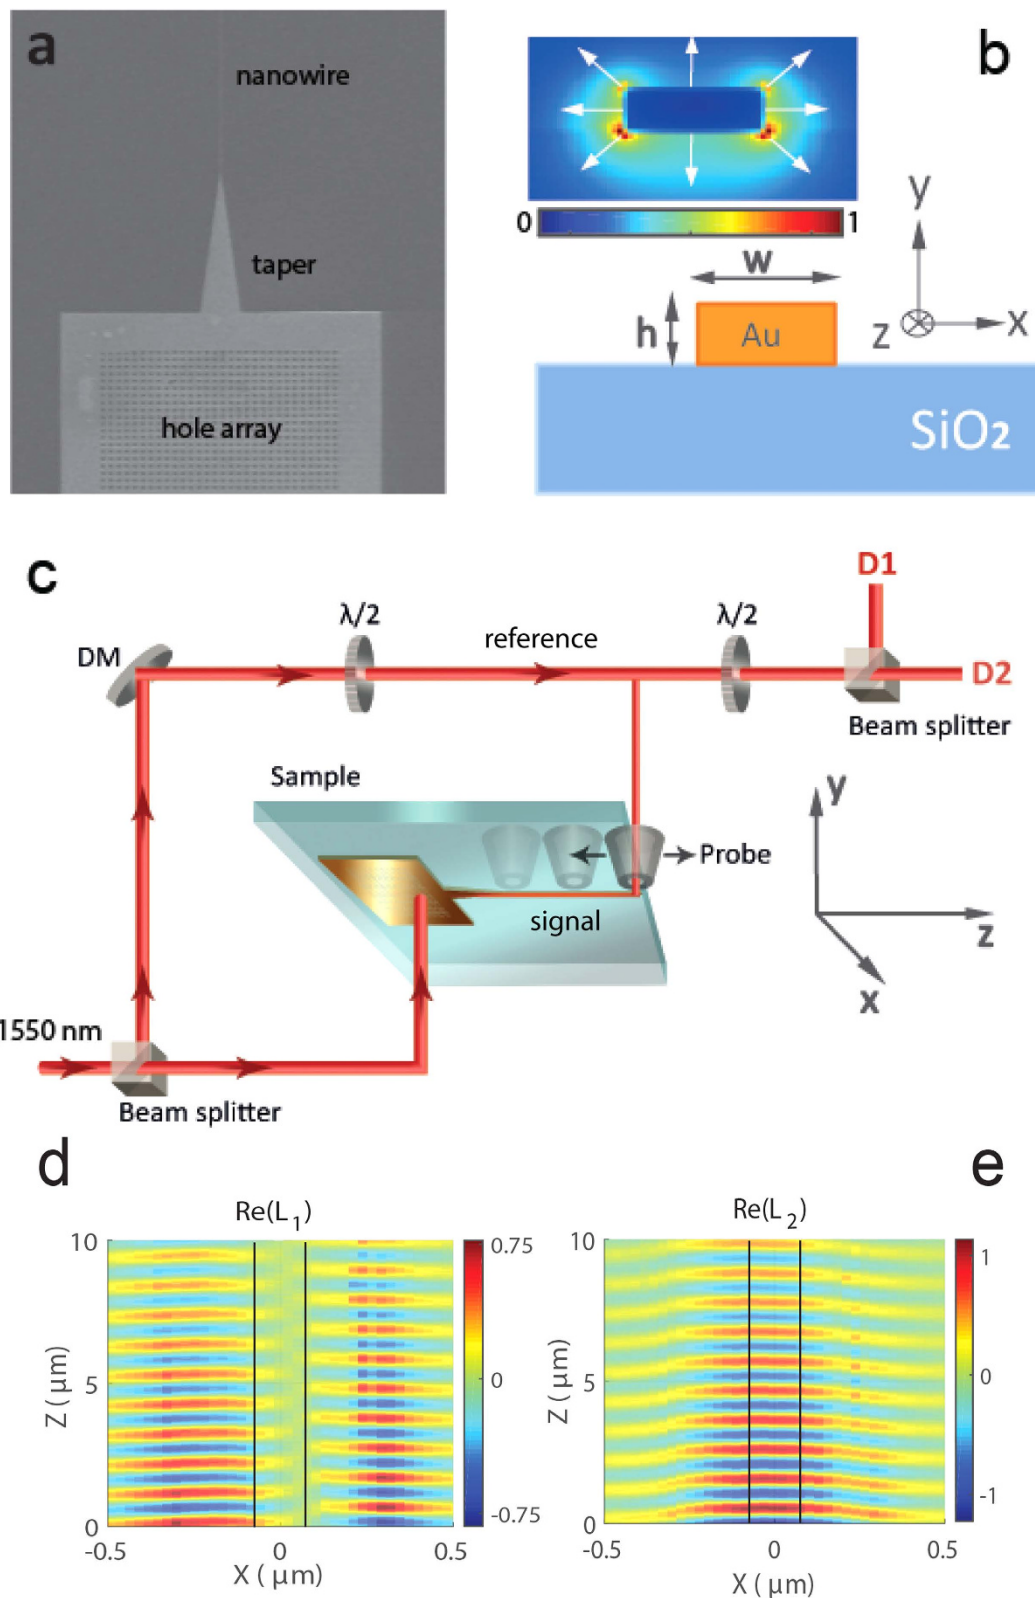 a
nanowire
taper
hole array
b
0 1
w
h
Au
y
z x
SiO2
c
D1
λ/2 λ/2
reference
DM
D2
Beam splitter
Sample
Probe
signal
y
z
x
1550 nm
Beam splitter
d
e
Re(L1)
Re(L2)
10
5
0
Z (μm)
-0.5 0 0.5
X (μm)
0.75
0
-0.75
10
5
0
Z (μm)
-0.5 0 0.5
X (μm)
1
0
-1